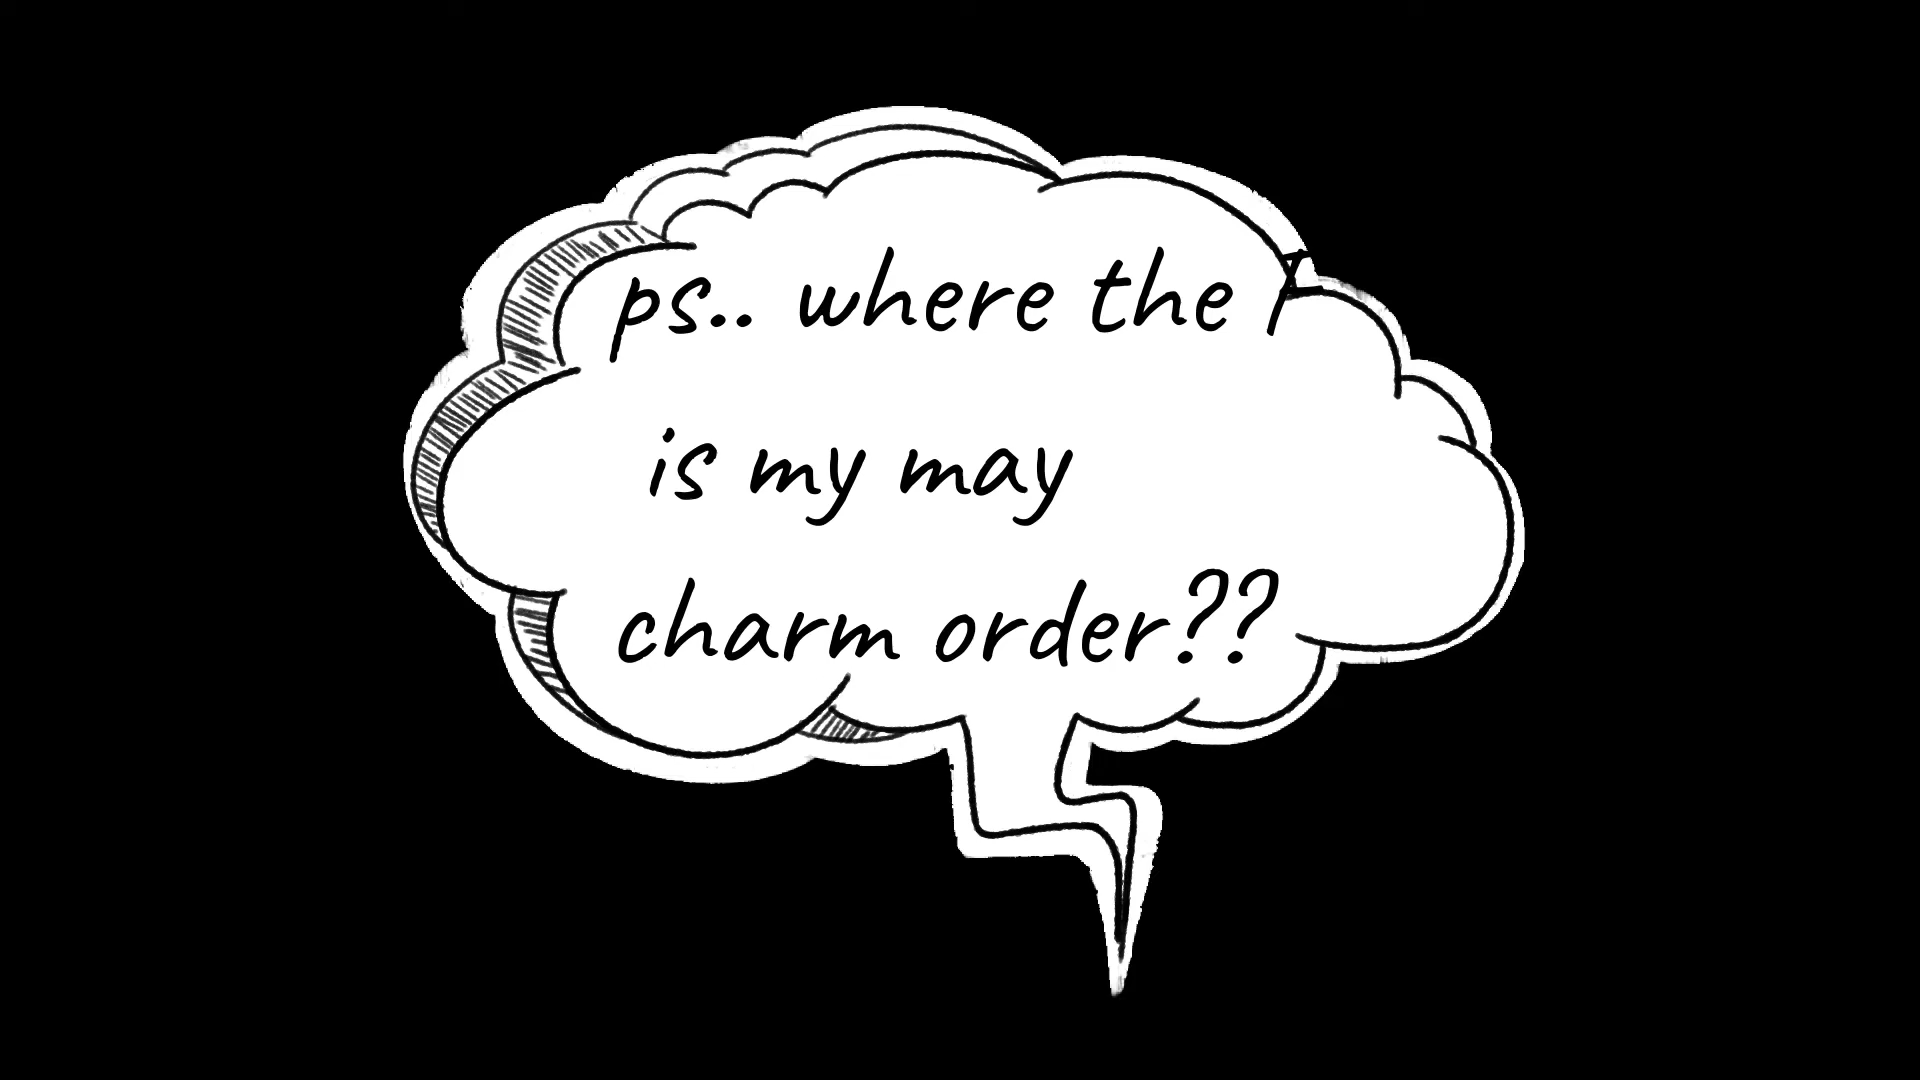 ps.. where the
is my may
charm order??